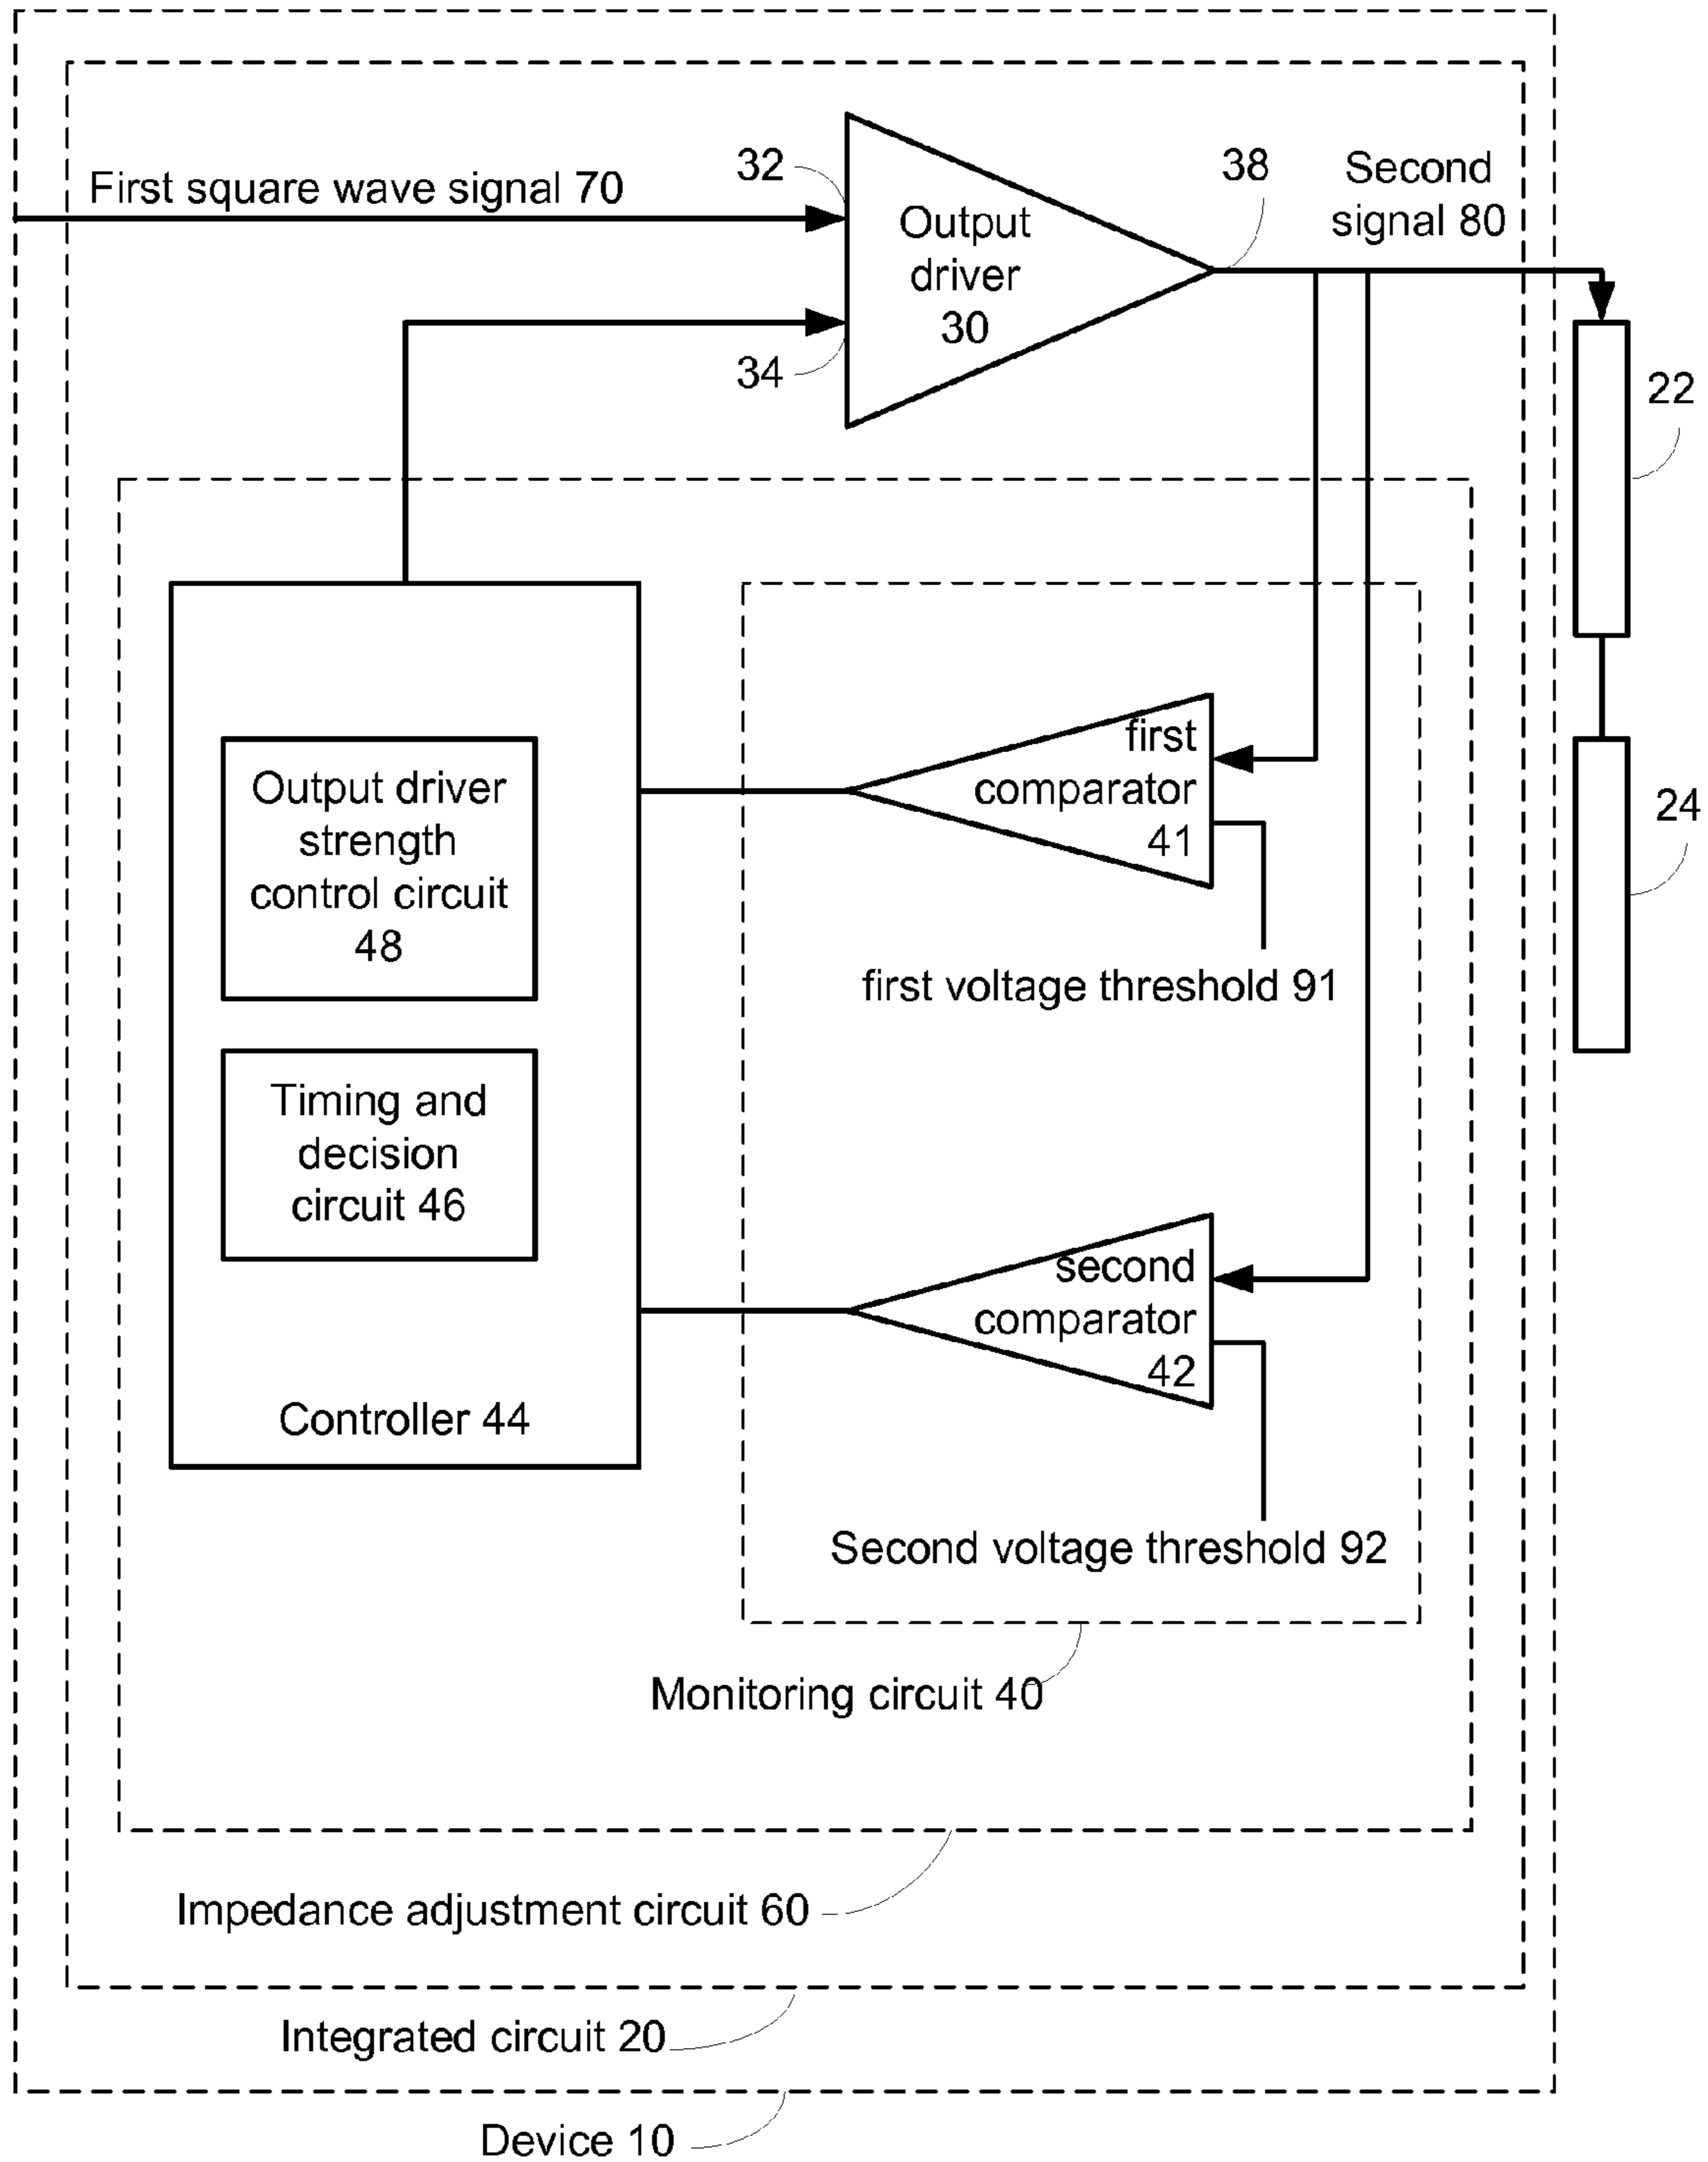 First square wave signal 70
32
34
Output
driver
30
38
Second
signal 80
22
24
Output driver
strength
control circuit
48
Timing and
decision
circuit 46
Controller 44
first
comparator
41
first voltage threshold 91
second
comparator
42
Second voltage threshold 92
Monitoring circuit 40
Impedance adjustment circuit 60
Integrated circuit 20
Device 10